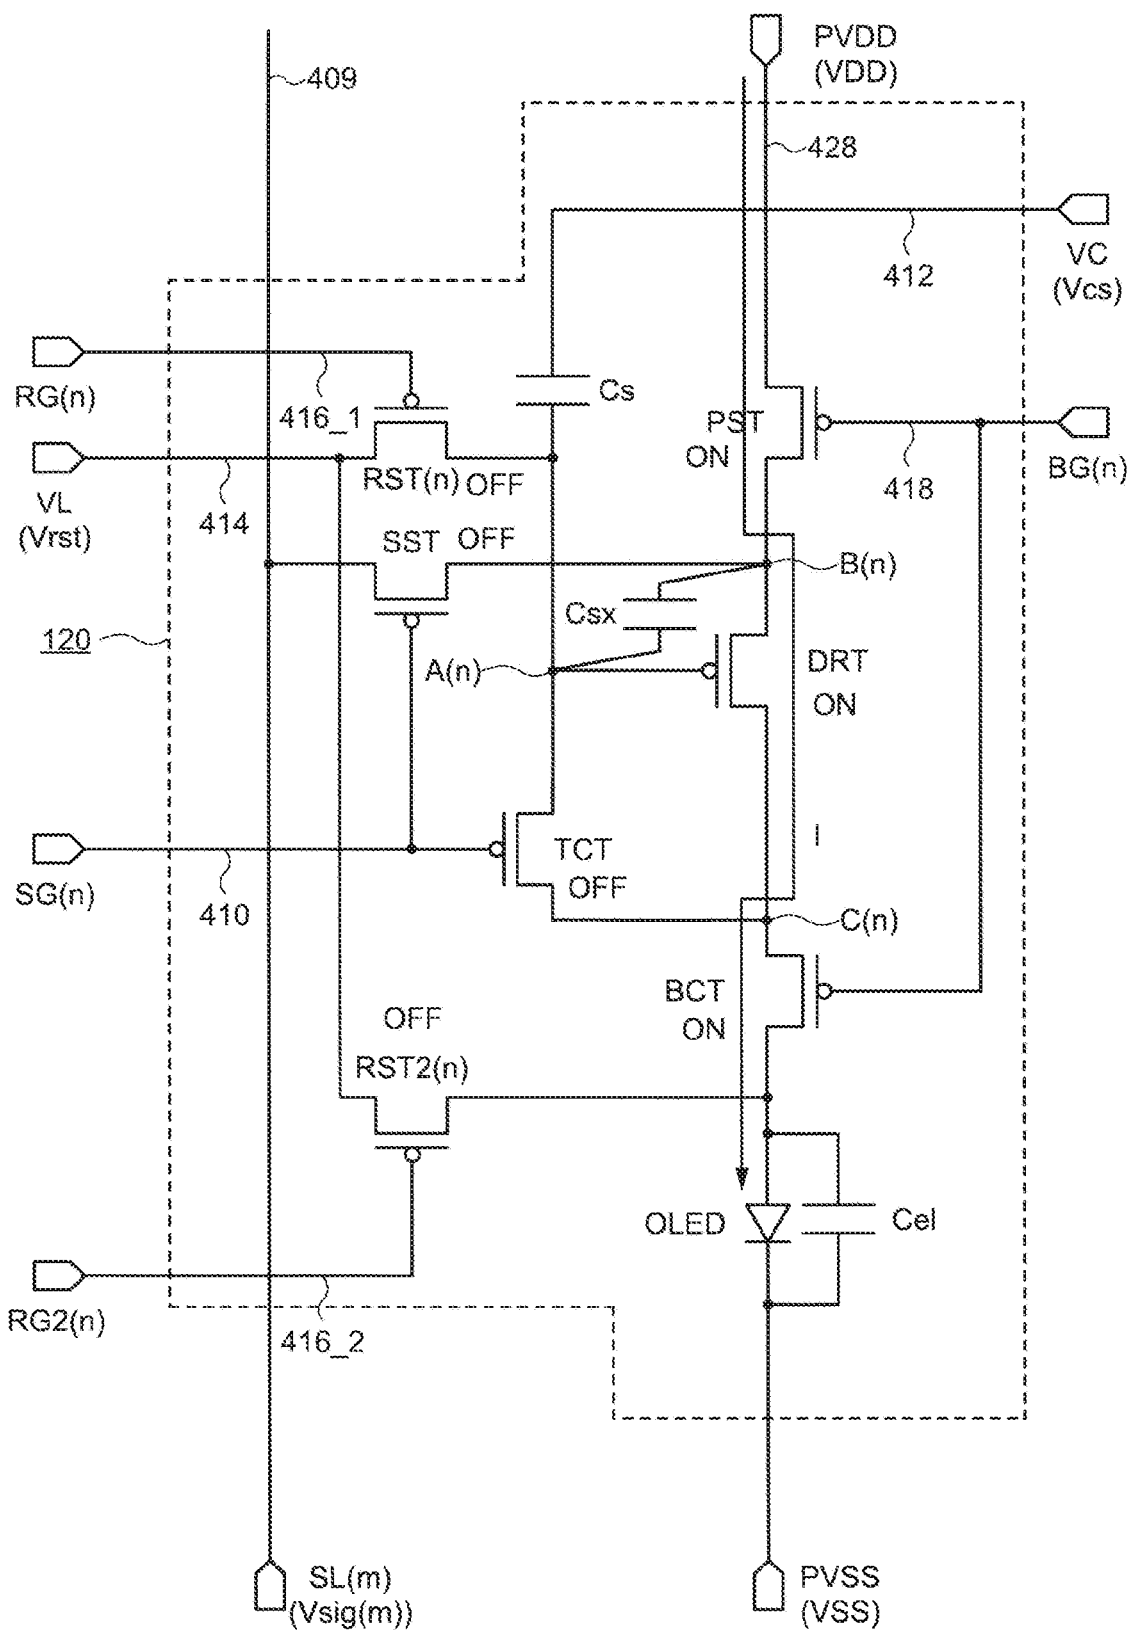 PVDD
(VDD)
409
428
412
VC
(Vcs)
RG(n)
416_1
Cs
PST
ON
418
BG(n)
VL
(Vrst)
414
RST(n) OFF
SST OFF
B(n)
Csx
120
A(n)
DRT
ON
SG(n)
410
TCT
OFF
I
C(n)
BCT
ON
OFF
RST2(n)
OLED
Cel
RG2(n)
416_2
SL(m)
(Vsig(m))
PVSS
(VSS)